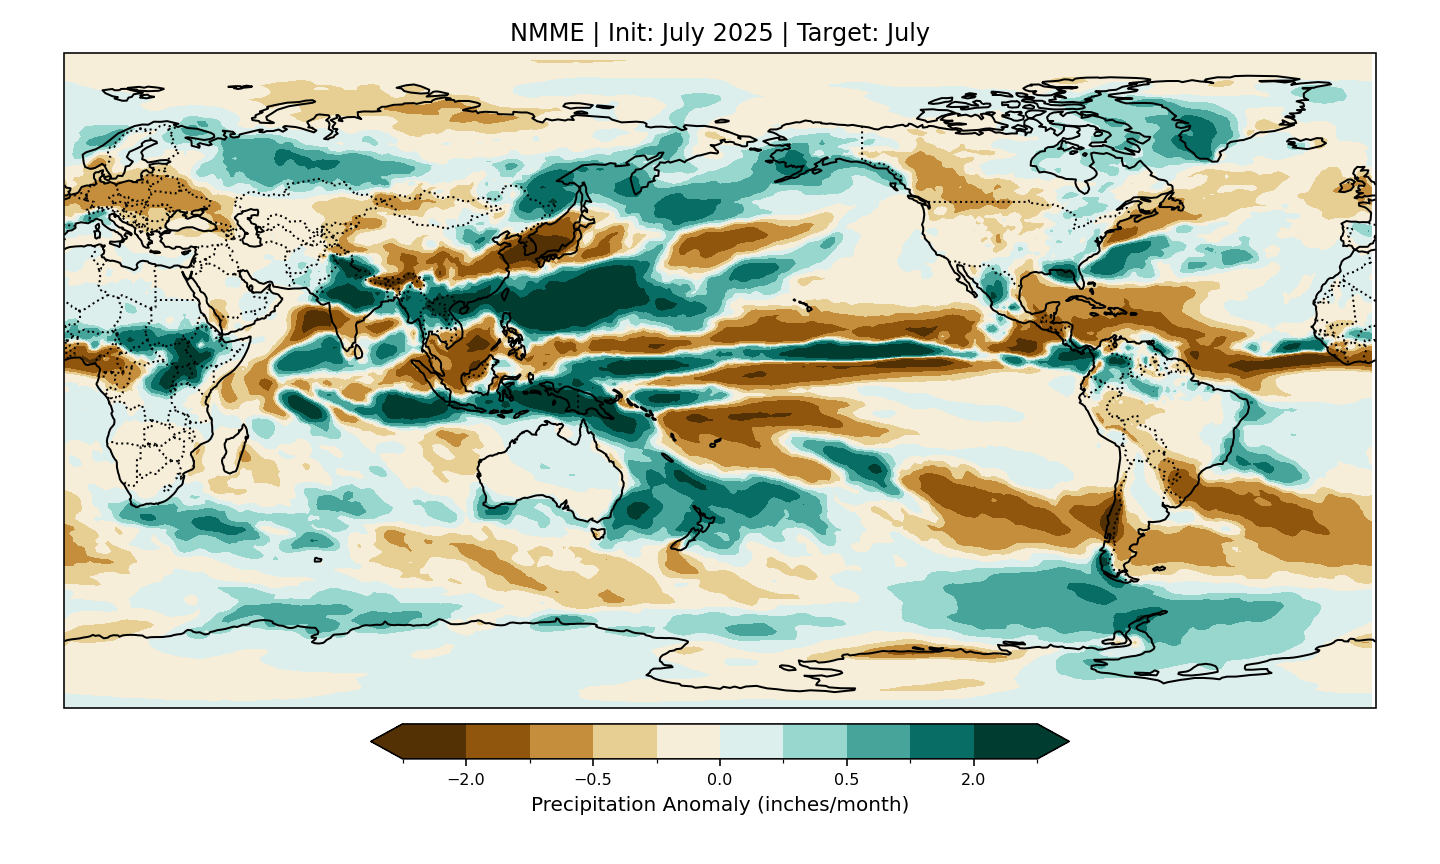 NMME | Init: July 2025 | Target: July
−2.0 −0.5 0.0 0.5 2.0
Precipitation Anomaly (inches/month)